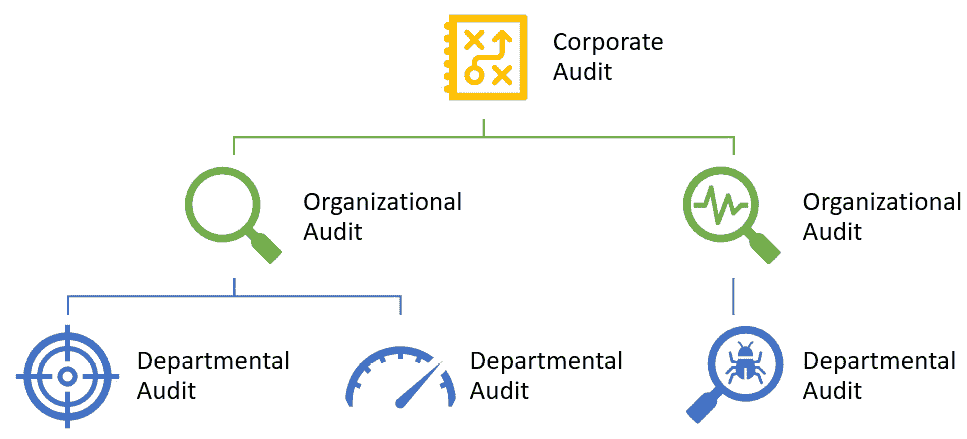 Corporate
Audit
Organizational
Audit
Organizational
Audit
Departmental
Audit
Departmental
Audit
Departmental
Audit